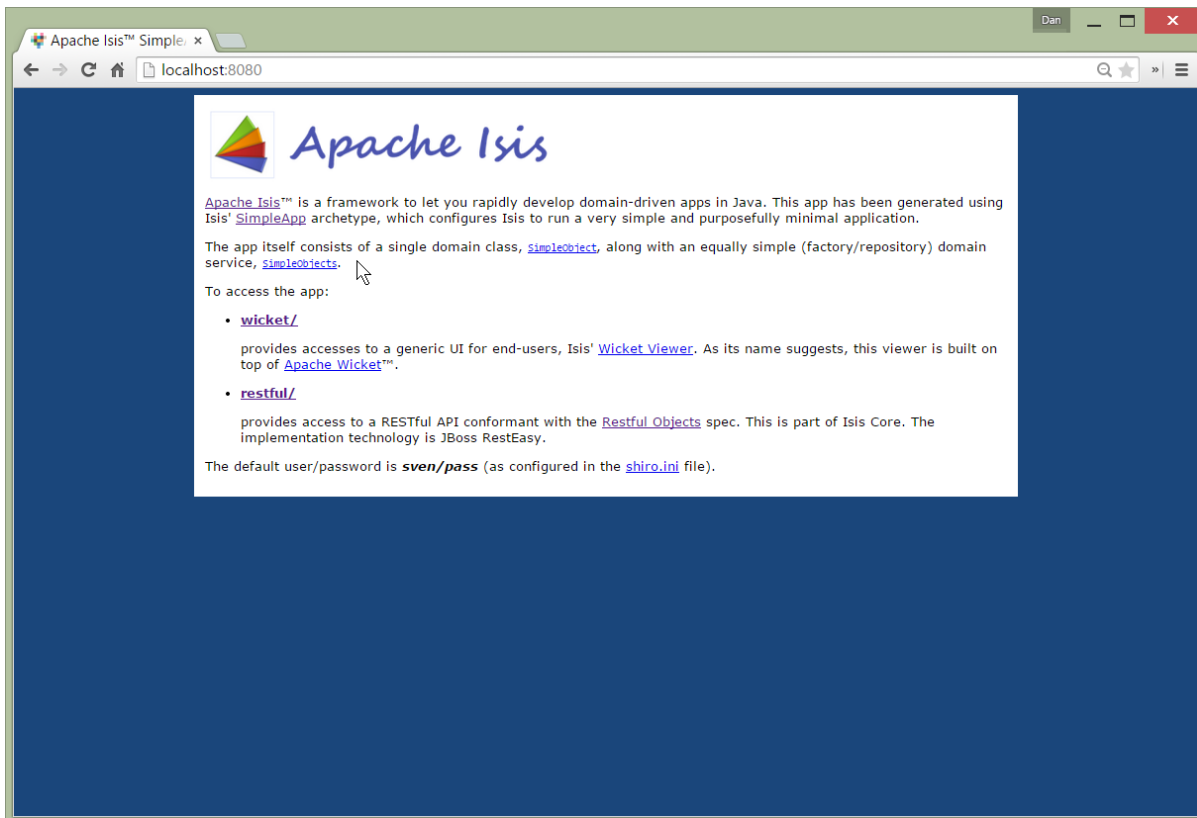 Dan
Apache Isis™ Simple
localhost:8080
Apache Isis
Apache Isis™ is a framework to let you rapidly develop domain-driven apps in Java. This app has been generated using
Isis' SimpleApp archetype, which configures Isis to run a very simple and purposefully minimal application.
The app itself consists of a single domain class, SimpleObject, along with an equally simple (factory/repository) domain
service, SimpleObjects.
To access the app:
• wicket/
provides accesses to a generic UI for end-users, Isis' Wicket Viewer. As its name suggests, this viewer is built on
top of Apache Wicket™.
• restful/
provides access to a RESTful API conformant with the Restful Objects spec. This is part of Isis Core. The
implementation technology is JBoss RestEasy.
The default user/password is sven/pass (as configured in the shiro.ini file).